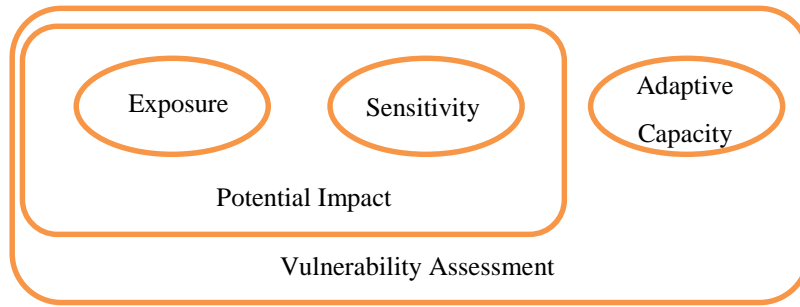 Exposure
Sensitivity
Adaptive
Capacity
Potential Impact
Vulnerability Assessment